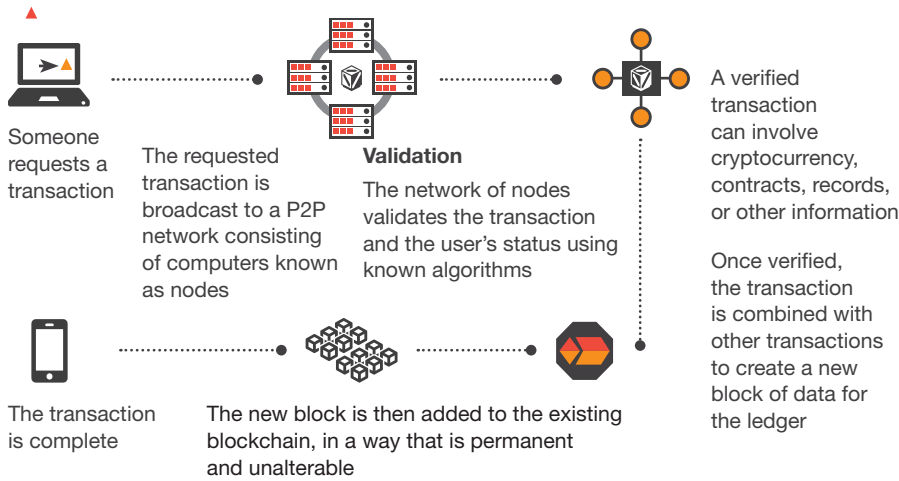 Someone
requests a
transaction
The requested
transaction is
broadcast to a P2P
network consisting
of computers known
as nodes
Validation
The network of nodes
validates the transaction
and the user’s status using
known algorithms
A verified
transaction
can involve
cryptocurrency,
contracts, records,
or other information
Once verified,
the transaction
is combined with
other transactions
to create a new
block of data for
the ledger
The new block is then added to the existing
blockchain, in a way that is permanent
and unalterable
The transaction
is complete